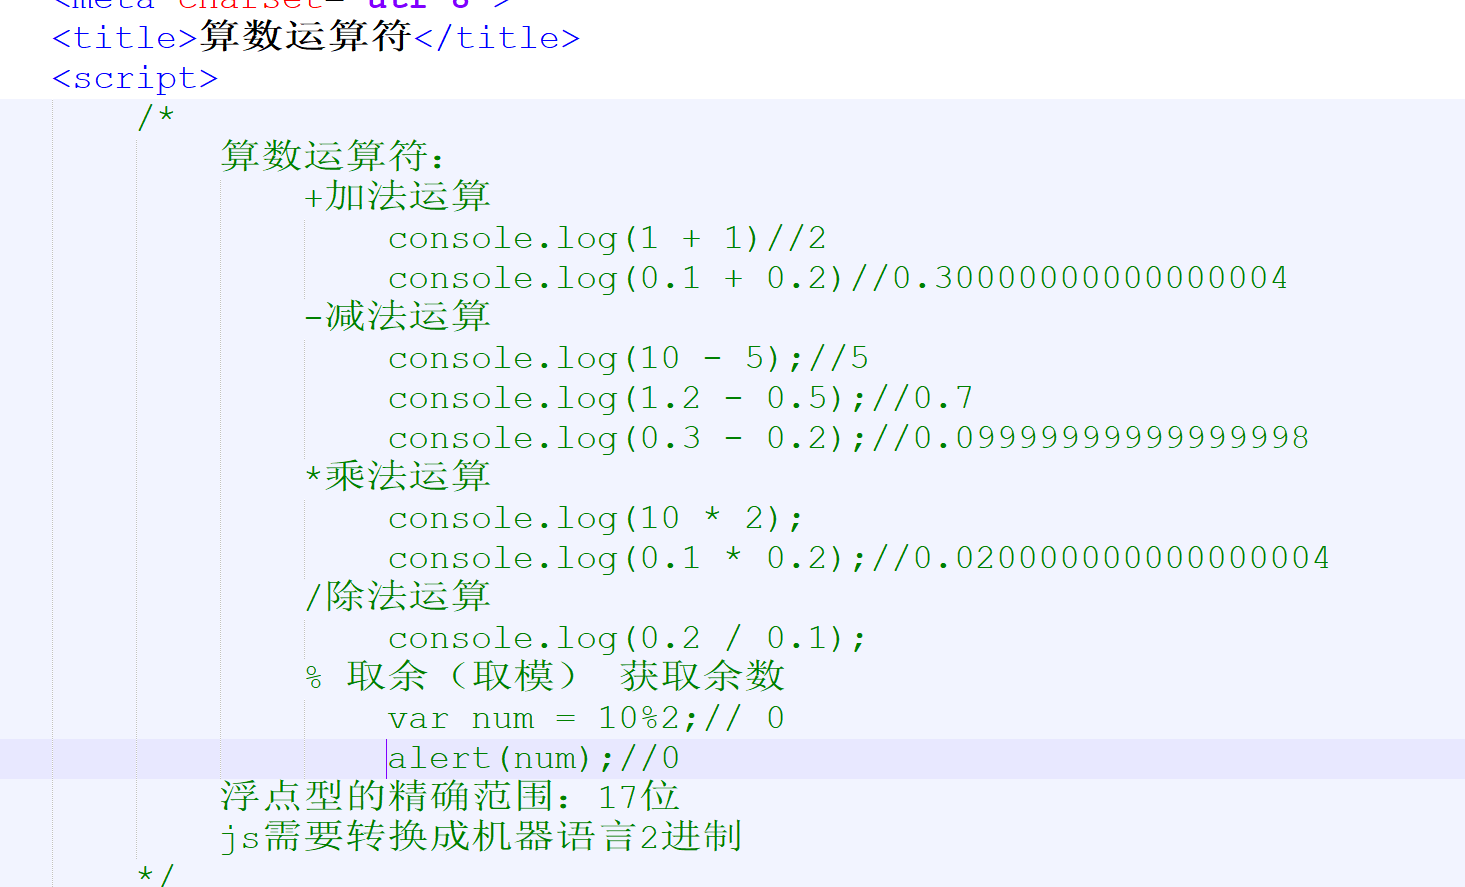 <meta charset="utf-8">
<title>算数运算符</title>
<script>
/*
算数运算符：
+加法运算
console.log(1 + 1)//2
console.log(0.1 + 0.2)//0.30000000000000004
-减法运算
console.log(10 - 5);//5
console.log(1.2 - 0.5);//0.7
console.log(0.3 - 0.2);//0.09999999999999998
*乘法运算
console.log(10 * 2);
console.log(0.1 * 0.2);//0.020000000000000004
/除法运算
console.log(0.2 / 0.1);
% 取余（取模） 获取余数
var num = 10%2;// 0
alert(num);//0
浮点型的精确范围：17位
js需要转换成机器语言2进制
*/